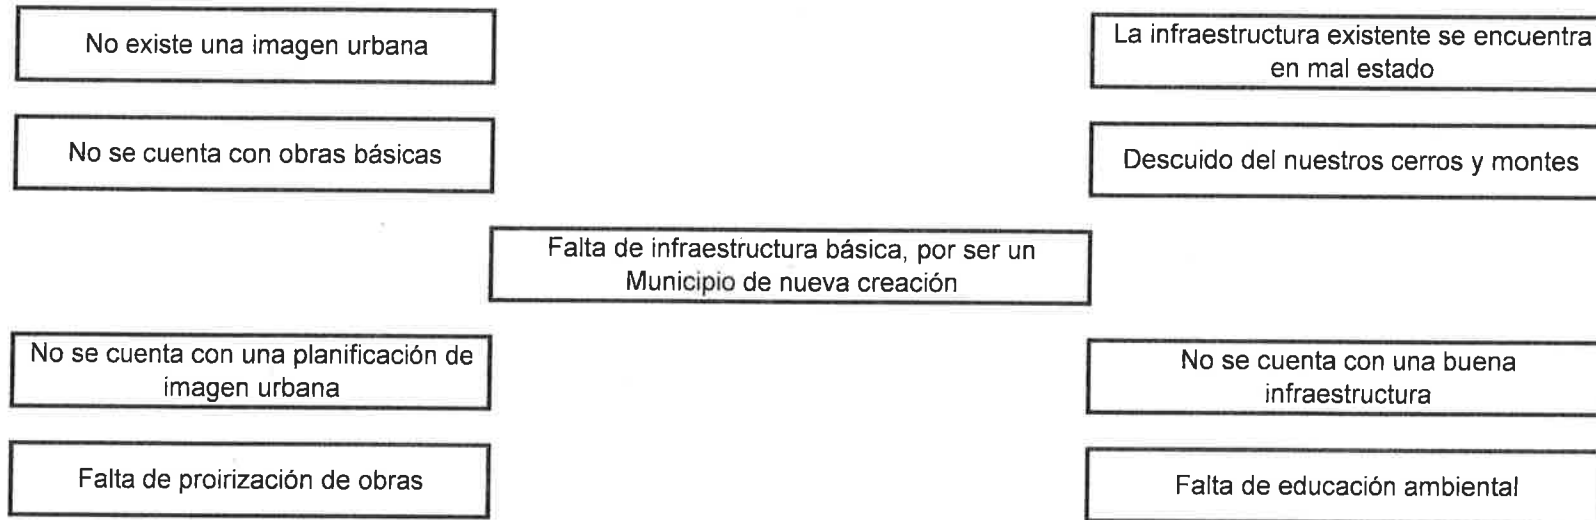 No existe una imagen urbana
La infraestructura existente se encuentra
en mal estado
No se cuenta con obras básicas
Descuido del nuestros cerros y montes
Falta de infraestructura básica, por ser un
Municipio de nueva creación
No se cuenta con una planificación de
imagen urbana
No se cuenta con una buena
infraestructura
Falta de proirización de obras
Falta de educación ambiental